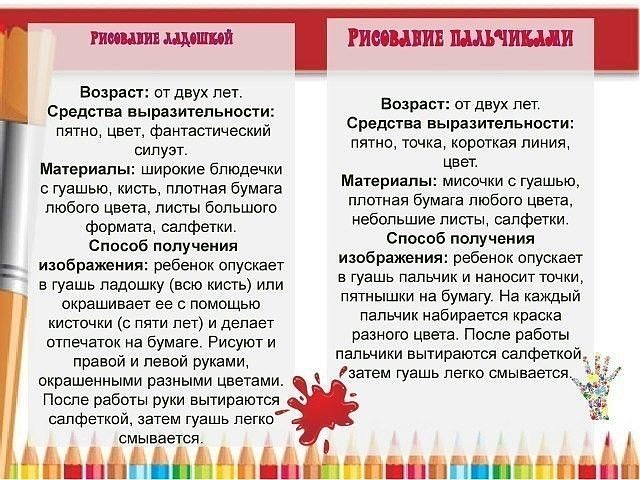 Рисование ладошкой
Возраст: от двух лет.
Средства выразительности:
пятно, цвет, фантастический
силуэт.
Материалы: широкие блюдечки
с гуашью, кисть, плотная бумага
любого цвета, листы большого
формата, салфетки.
Способ получения
изображения: ребенок опускает
в гуашь ладошку (всю кисть) или
окрашивает ее с помощью
кисточки (с пяти лет) и делает
отпечаток на бумаге. Рисуют и
правой и левой руками,
окрашенными разными цветами.
После работы руки вытираются
салфеткой, затем гуашь легко
смывается.
Рисование пальчиками
Возраст: от двух лет.
Средства выразительности:
пятно, точка, короткая линия,
цвет.
Материалы: мисочки с гуашью,
плотная бумага любого цвета,
небольшие листы, салфетки.
Способ получения
изображения: ребенок опускает
в гуашь пальчик и наносит точки,
пятнышки на бумагу. На каждый
пальчик набирается краска
разного цвета. После работы
пальчики вытираются салфеткой,
затем гуашь легко смывается.